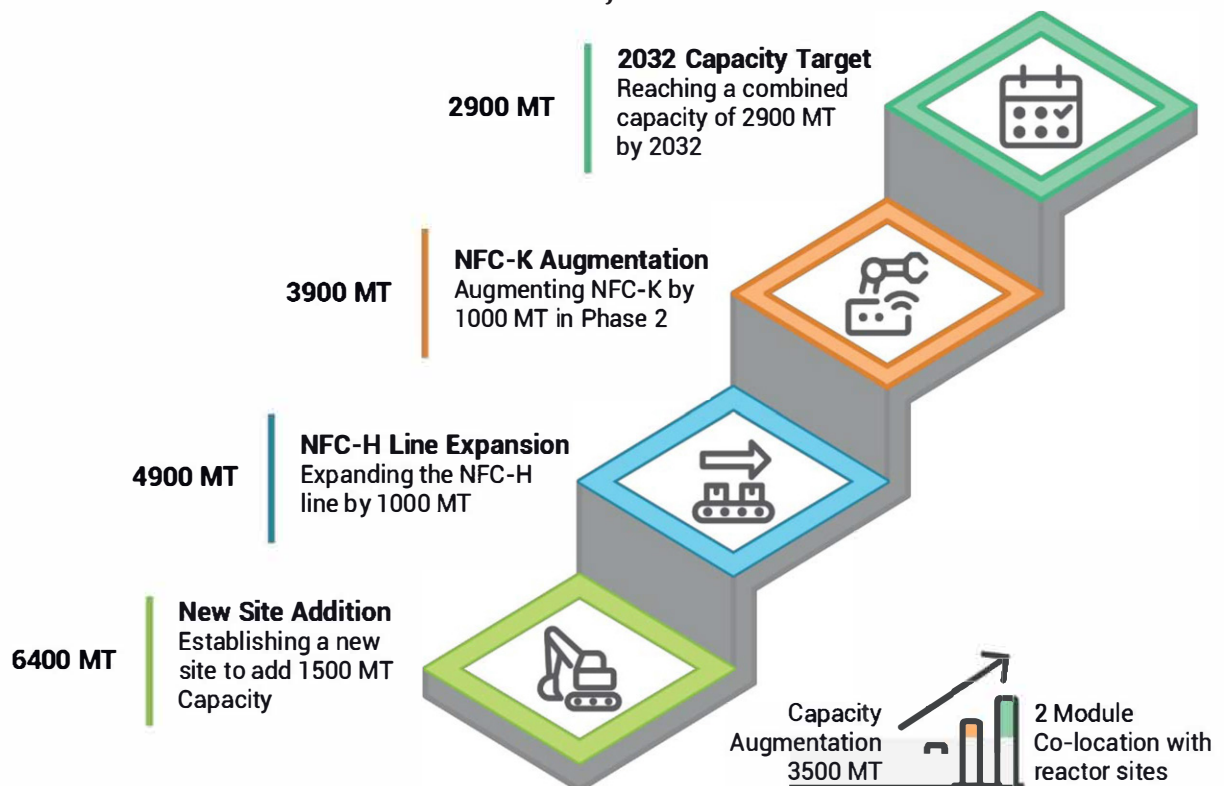 2900 MT
2032 Capacity Target
Reaching a combined
capacity of 2900 MT
by 2032
3900 MT
NFC-K Augmentation
Augmenting NFC-K by
1000 MT in Phase 2
4900 MT
NFC-H Line Expansion
Expanding the NFC-H
line by 1000 MT
6400 MT
New Site Addition
Establishing a new
site to add 1500 MT
Capacity
Capacity
Augmentation
3500 MT
2 Module
Co-location with
reactor sites